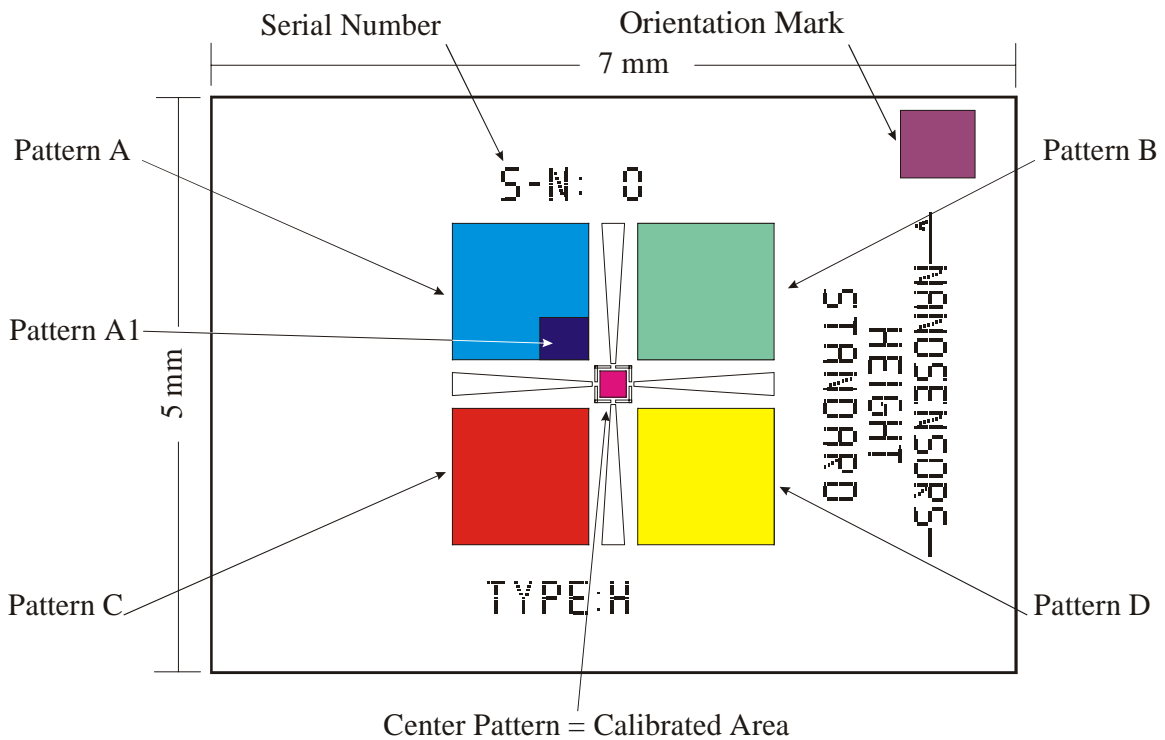 Serial Number
Orientation Mark
7 mm
Pattern A
Pattern B
S-N: 0
Pattern A1
5 mm
A—NANOSENSORS—
HEIGHT
STANDARD
Pattern C
TYPE:H
Pattern D
Center Pattern = Calibrated Area